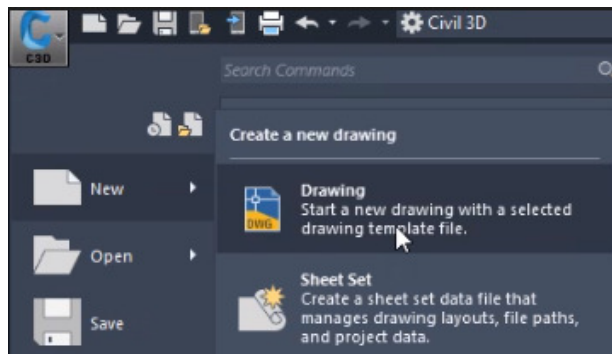 Civil 3D
C3D
Search Commands
Create a new drawing
New
Drawing
Start a new drawing with a selected
drawing template file.
DWG
Open
Sheet Set
Create a sheet set data file that
manages drawing layouts, file paths,
and project data.
Save